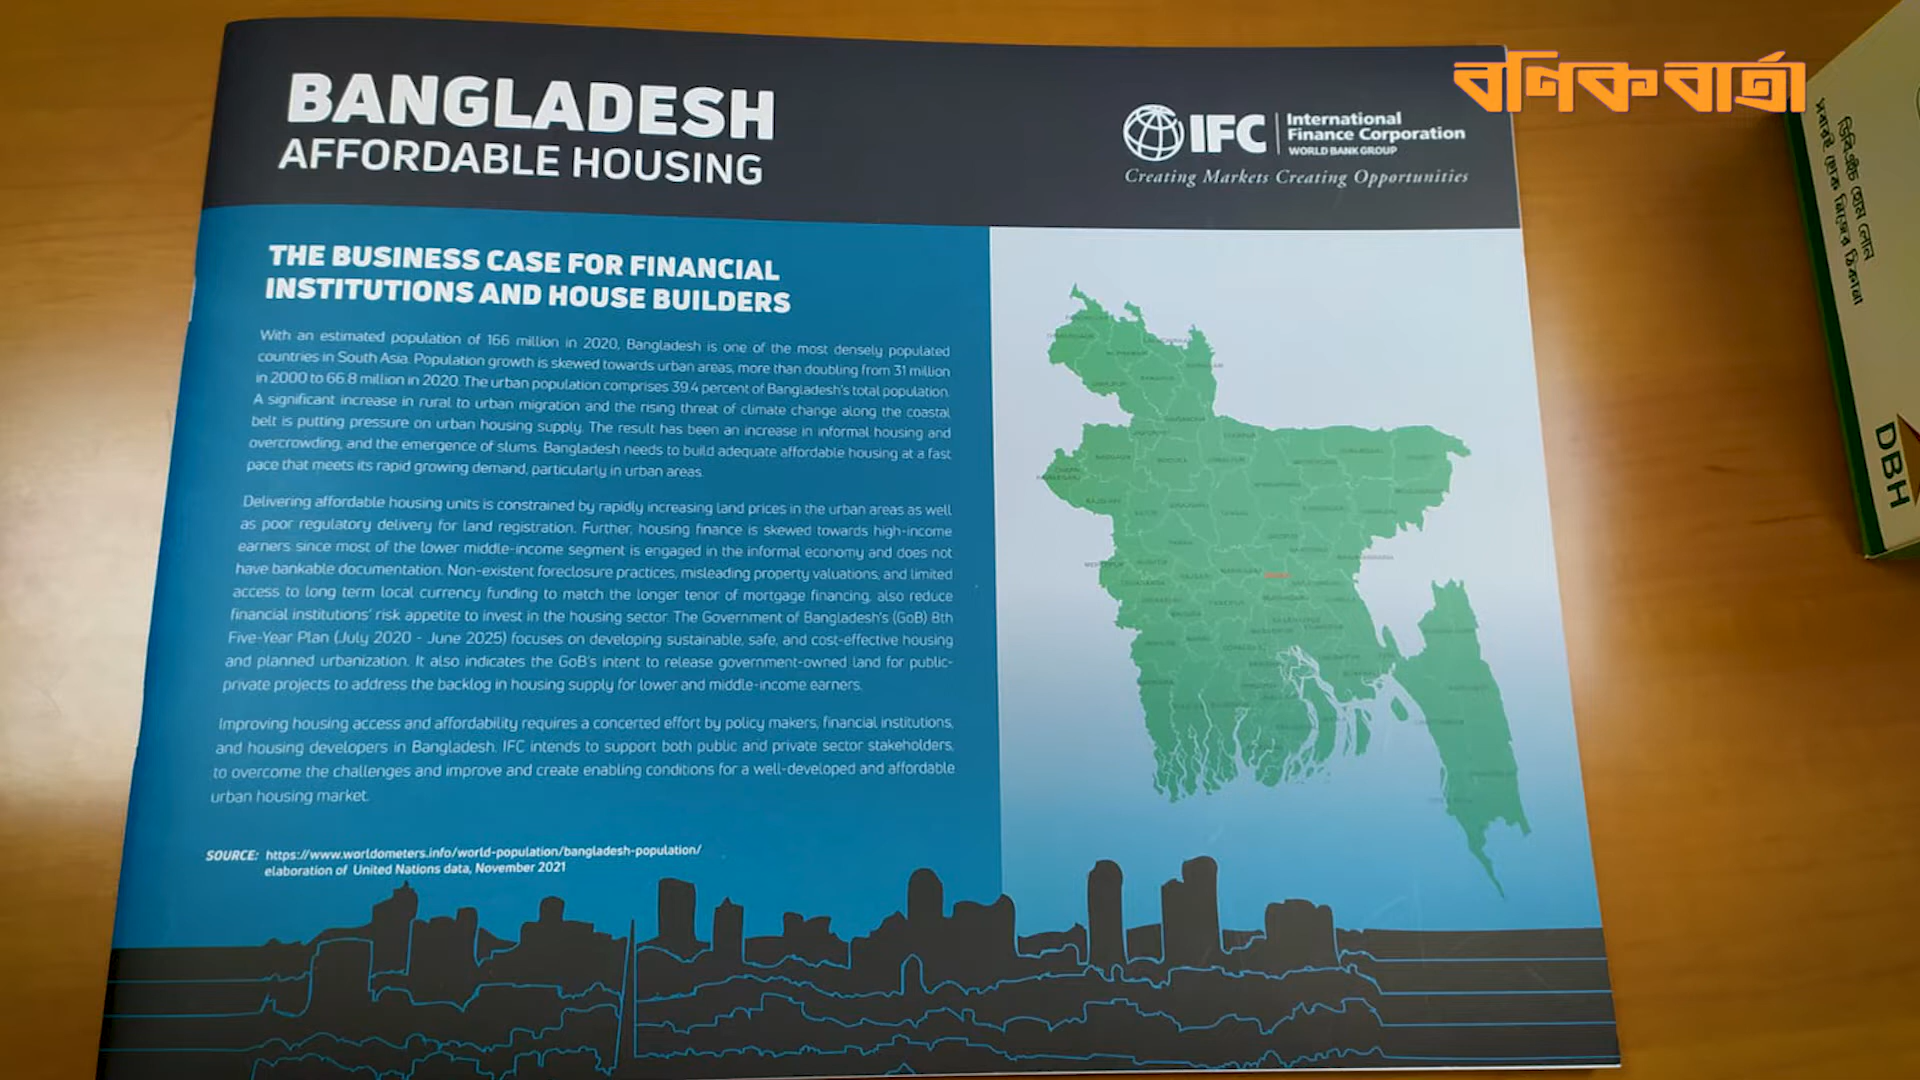 BANGLADESH
AFFORDABLE HOUSING
IFC
International
Finance Corporation
WORLD BANK GROUP
Creating Markets Creating Opportunities
বণিক বার্তা
THE BUSINESS CASE FOR FINANCIAL
INSTITUTIONS AND HOUSE BUILDERS
With an estimated population of 166 million in 2020, Bangladesh is one of the most densely populated
countries in South Asia. Population growth is skewed towards urban areas, more than doubling from 31 million
in 2000 to 66.8 million in 2020. The urban population comprises 39.4 percent of Bangladesh's total population.
A significant increase in rural to urban migration and the rising threat of climate change along the coastal
belt is putting pressure on urban housing supply. The result has been an increase in informal housing and
overcrowding, and the emergence of slums. Bangladesh needs to build adequate affordable housing at a fast
pace that meets its rapid growing demand, particularly in urban areas.
Delivering affordable housing units is constrained by rapidly increasing land prices in the urban areas as well
as poor regulatory delivery for land registration. Further, housing finance is skewed towards high-income
earners since most of the lower middle-income segment is engaged in the informal economy and does not
have bankable documentation. Non-existent foreclosure practices, misleading property valuations, and limited
access to long term local currency funding to match the longer tenor of mortgage financing, also reduce
financial institutions' risk appetite to invest in the housing sector. The Government of Bangladesh's (GoB) 8th
Five-Year Plan (July 2020 - June 2025) focuses on developing sustainable, safe, and cost-effective housing
and planned urbanization. It also indicates the GoB's intent to release government-owned land for public-
private projects to address the backlog in housing supply for lower and middle-income earners.
Improving housing access and affordability requires a concerted effort by policy makers, financial institutions,
and housing developers in Bangladesh. IFC intends to support both public and private sector stakeholders,
to overcome the challenges and improve and create enabling conditions for a well-developed and affordable
urban housing market.
SOURCE: https://www.worldometers.info/world-population/bangladesh-population/
elaboration of United Nations data, November 2021
ডিবিএইচ হোম লোন
DBH